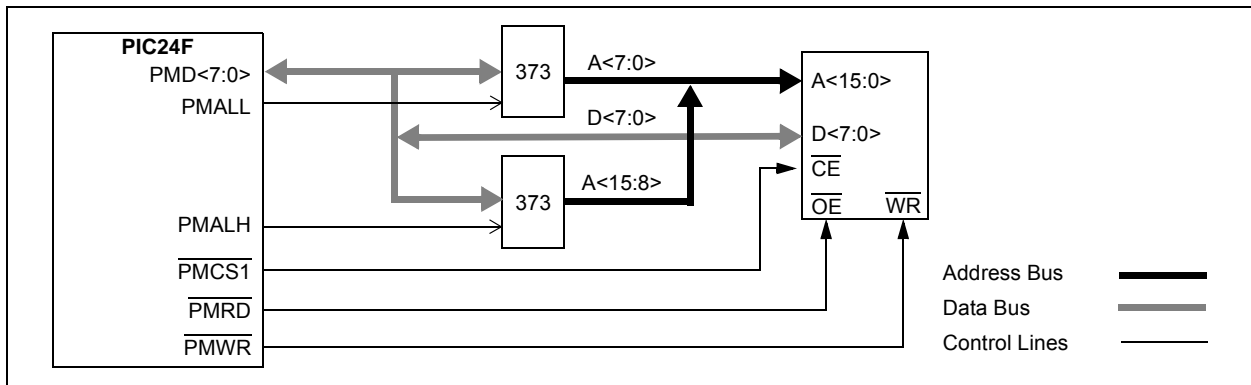 PIC24F
PMD<7:0>
PMALL
PMALH
PMCS1
PMRD
PMWR
373
A<7:0>
D<7:0>
373
A<15:8>
A<15:0>
D<7:0>
CE
OE WR
Address Bus
Data Bus
Control Lines